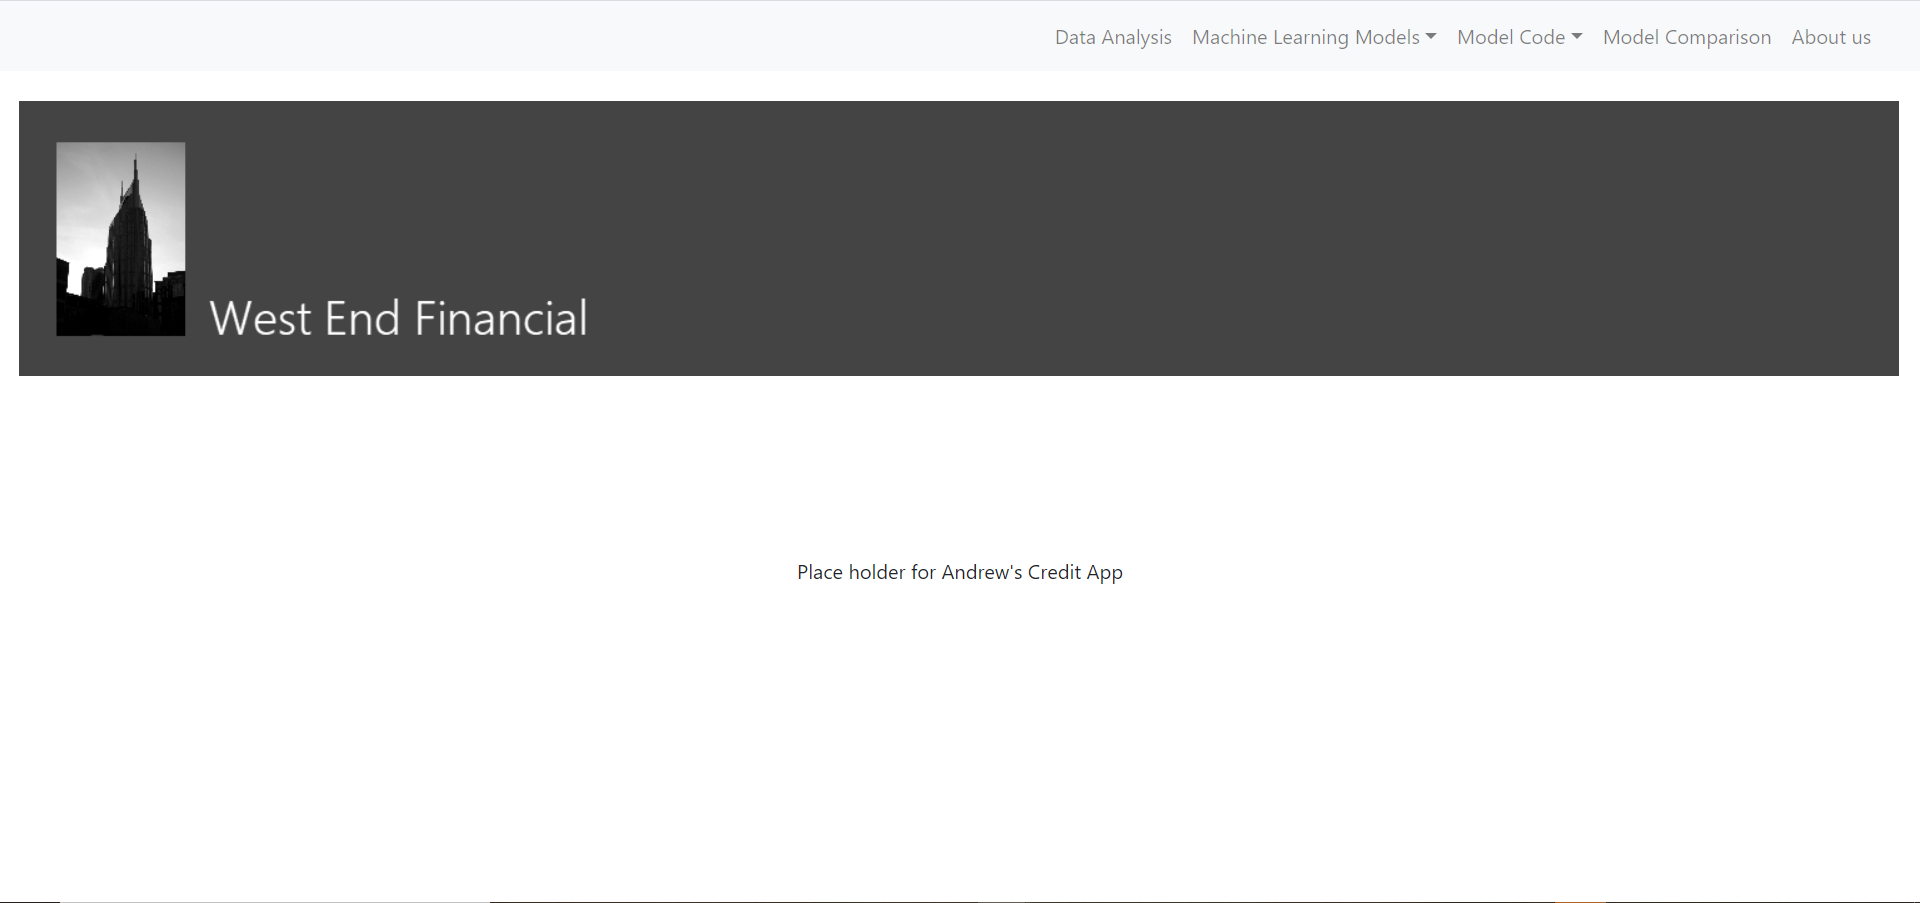 Data Analysis Machine Learning Models Model Code Model Comparison About us
West End Financial
Place holder for Andrew's Credit App